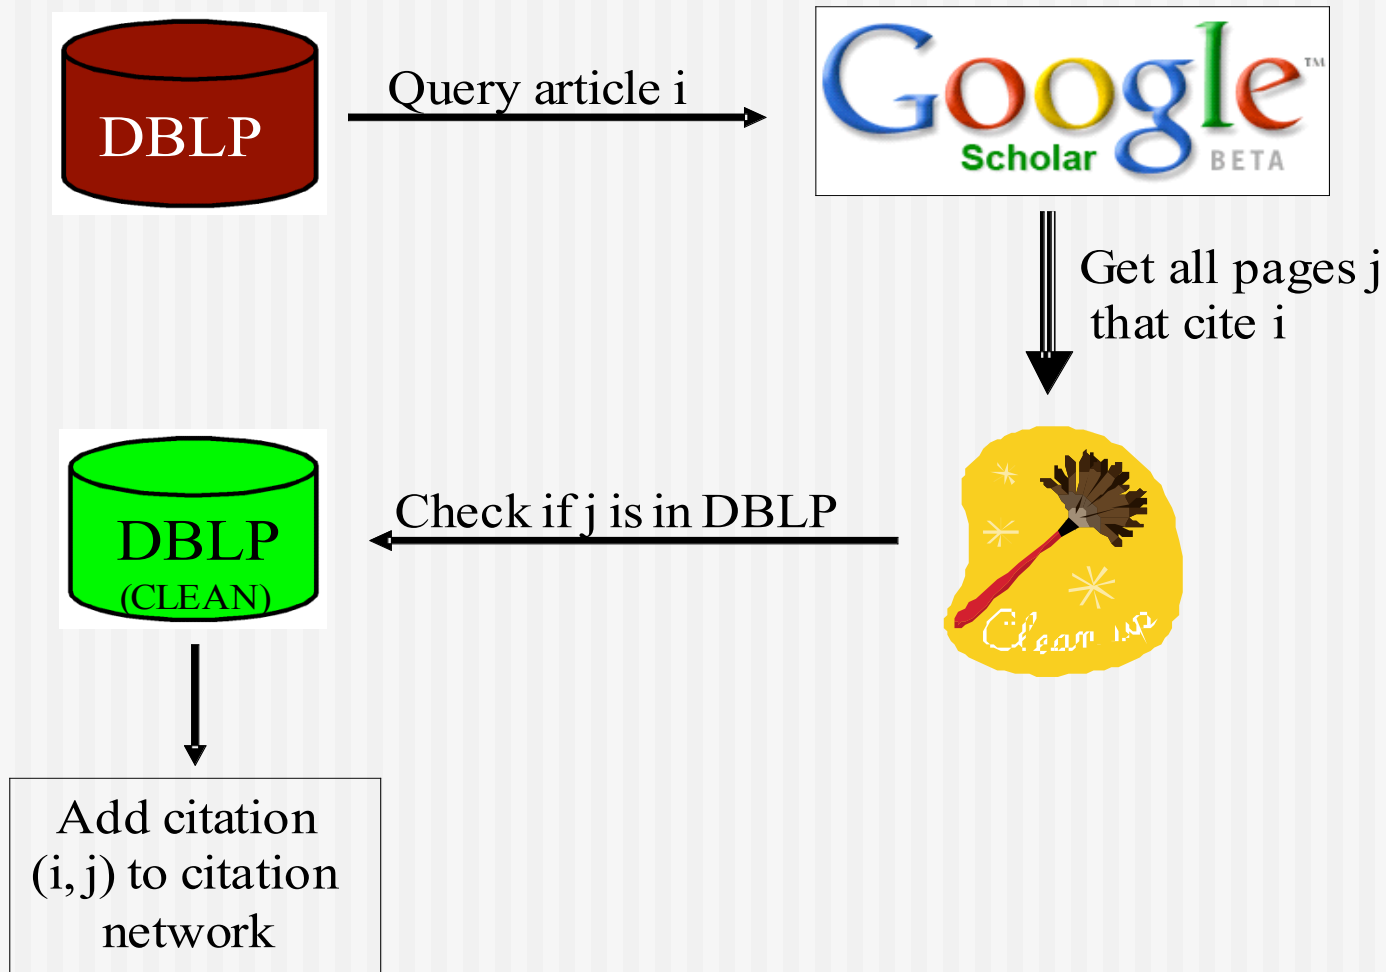 DBLP
Query article i
Google™
Scholar BETA
Get all pages j
that cite i
Clean up
Check if j is in DBLP
DBLP
(CLEAN)
Add citation
(i, j) to citation
network